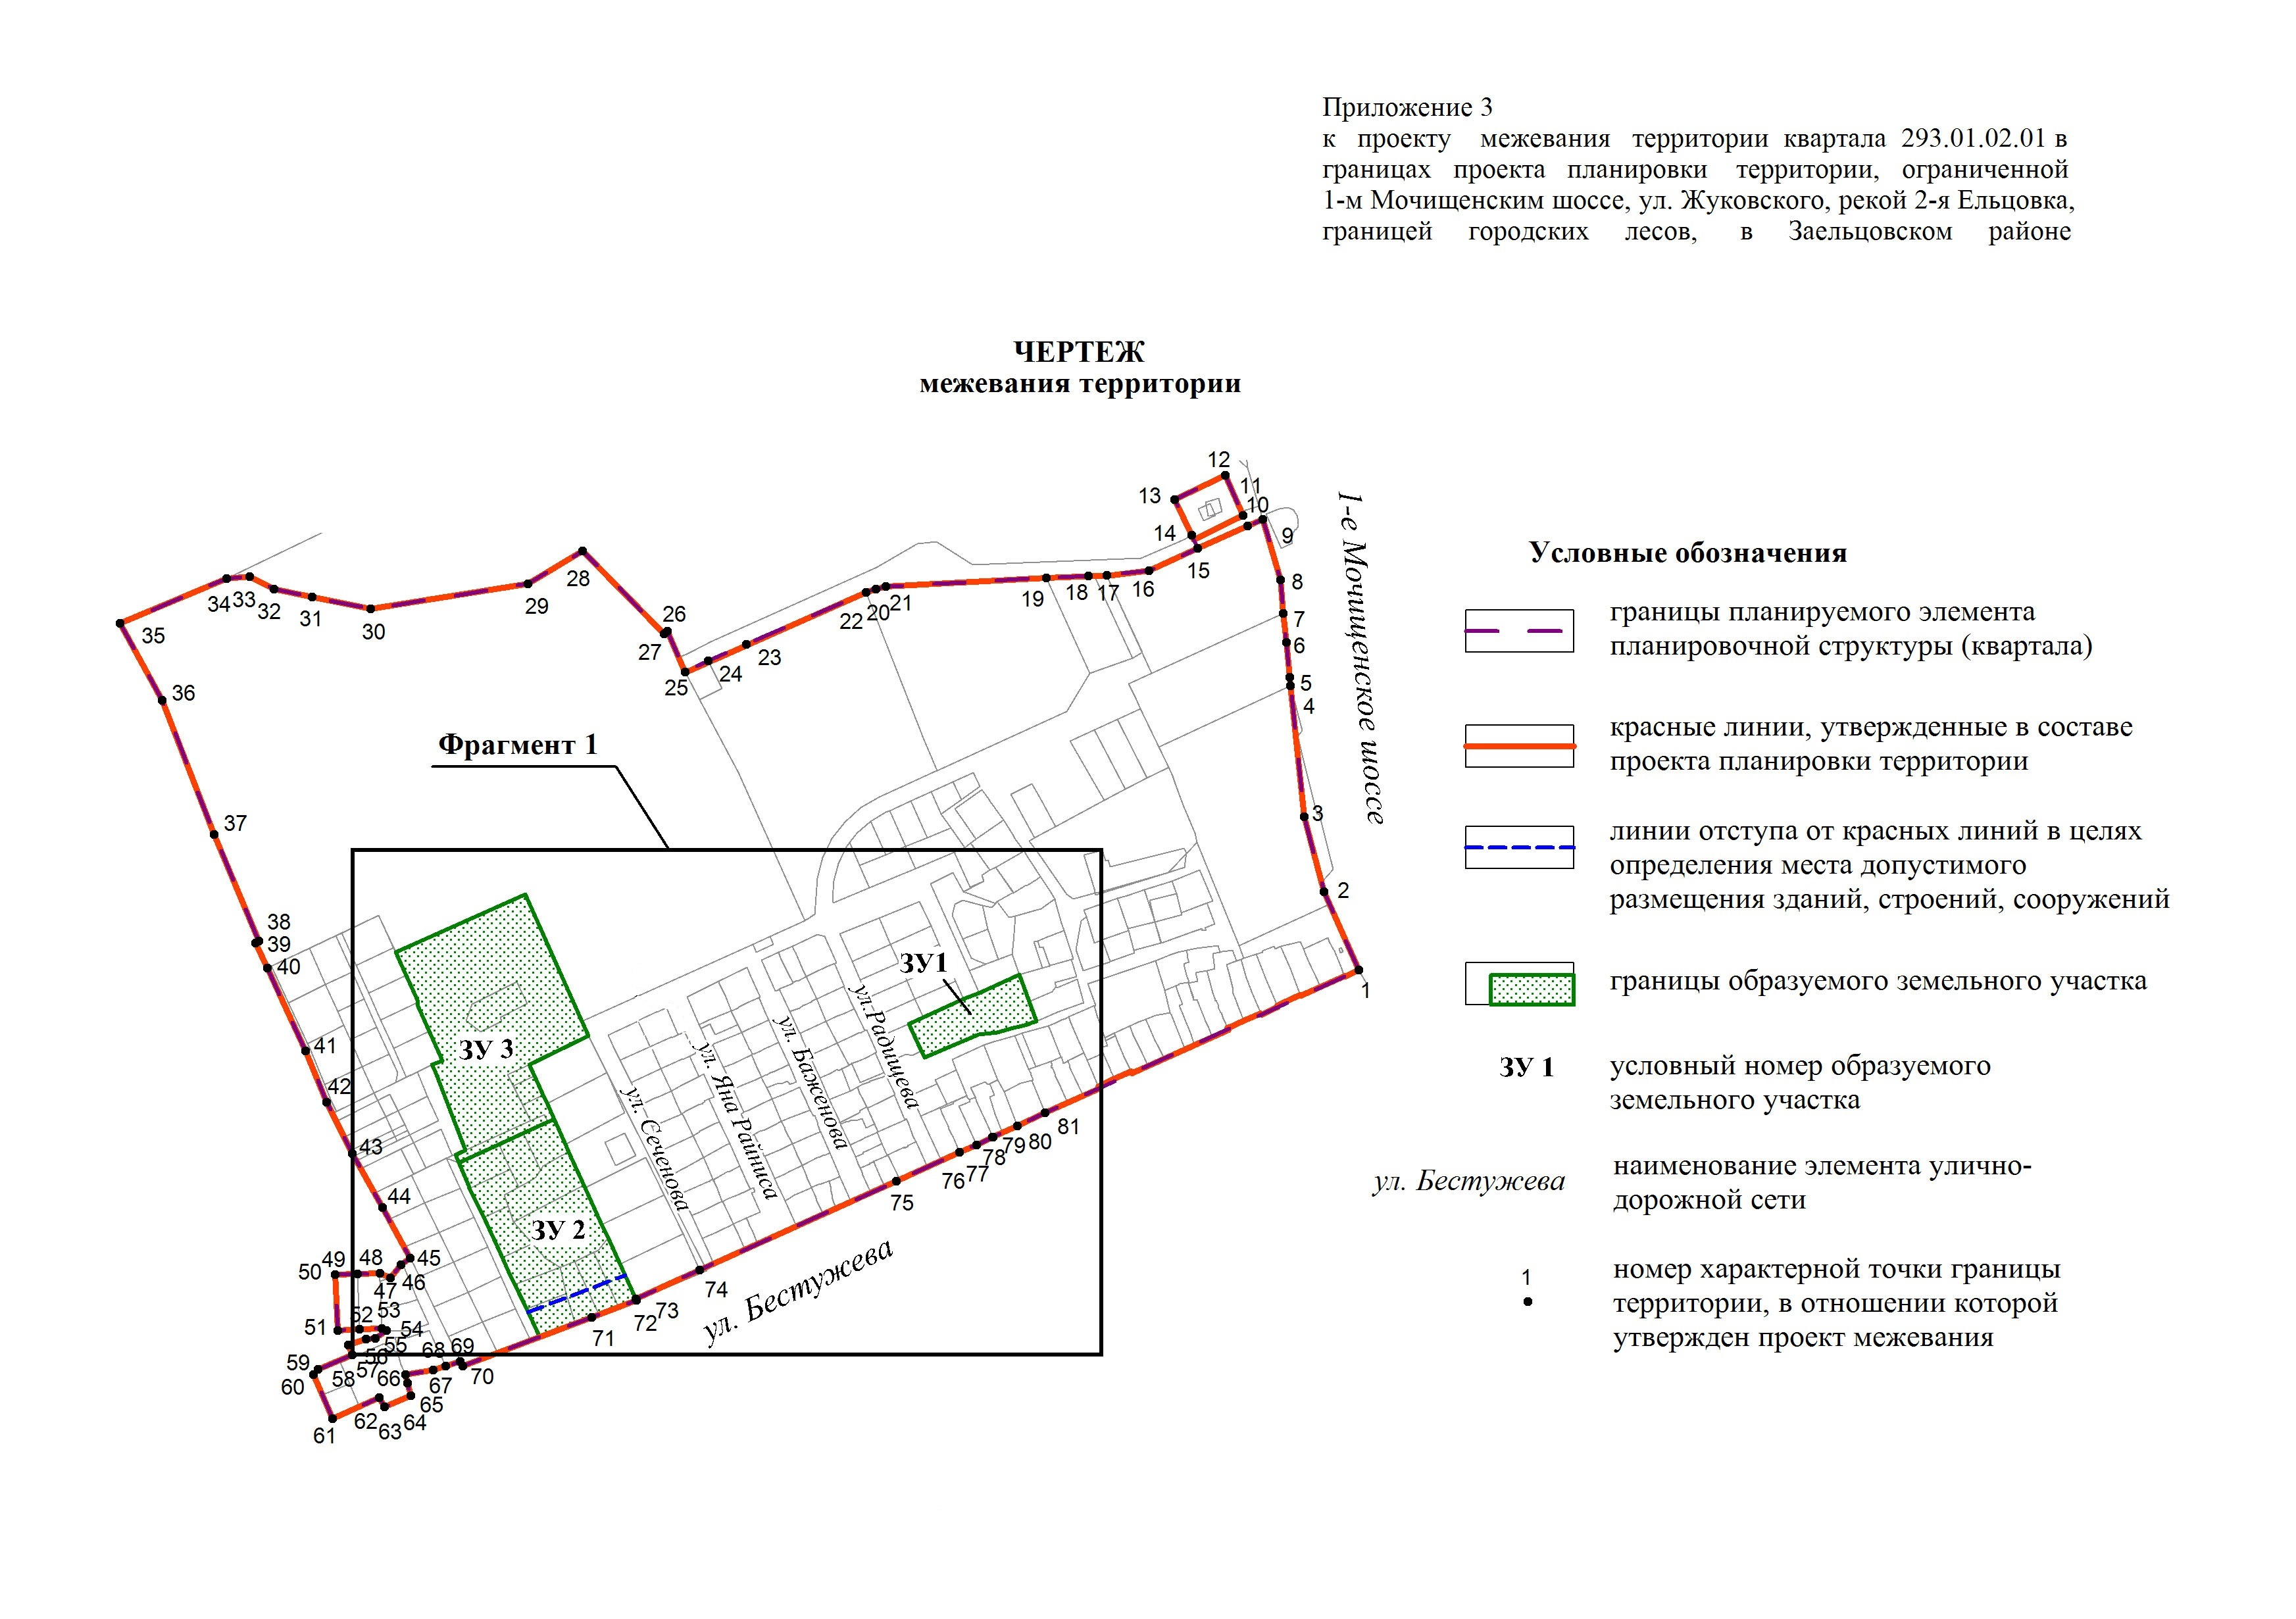 Приложение 3
к проекту межевания территории квартала 293.01.02.01 в
границах проекта планировки территории, ограниченной
1-м Мочищенским шоссе, ул. Жуковского, рекой 2-я Ельцовка,
границей городских лесов, в Заельцовском районе
ЧЕРТЕЖ
межевания территории
12
13
11
10
14
9
15
8
16
17
18
19
7
6
5
4
3
2
1
21
20
22
23
24
25
26
27
28
29
30
31
32
33
34
35
36
37
38
39
40
41
42
43
44
45
46
47
48
49
50
51
52
53
54
55
56
57
58
59
60
61
62
63
64
65
66
67
68
69
70
71
72
73
74
75
76
77
78
79
80
81
1-е Мочищенское шоссе
Фрагмент 1
ЗУ1
ЗУ 3
ЗУ 2
ул. Сеченова
ул. Яна Райниса
ул. Баженова
ул.Радищева
ул. Бестужева
Условные обозначения
границы планируемого элемента
планировочной структуры (квартала)
красные линии, утвержденные в составе
проекта планировки территории
линии отступа от красных линий в целях
определения места допустимого
размещения зданий, строений, сооружений
границы образуемого земельного участка
ЗУ 1
условный номер образуемого
земельного участка
ул. Бестужева
наименование элемента улично-
дорожной сети
1
номер характерной точки границы
территории, в отношении которой
утвержден проект межевания